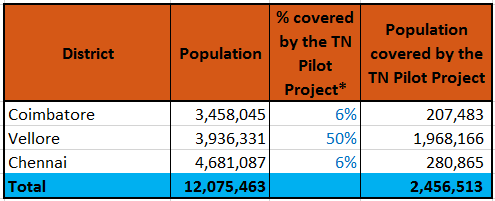 District Population % covered by the TN Pilot Project* Population covered by the TN Pilot Project
Coimbatore 3,458,045 6% 207,483
Vellore 3,936,331 50% 1,968,166
Chennai 4,681,087 6% 280,865
Total 12,075,463 2,456,513